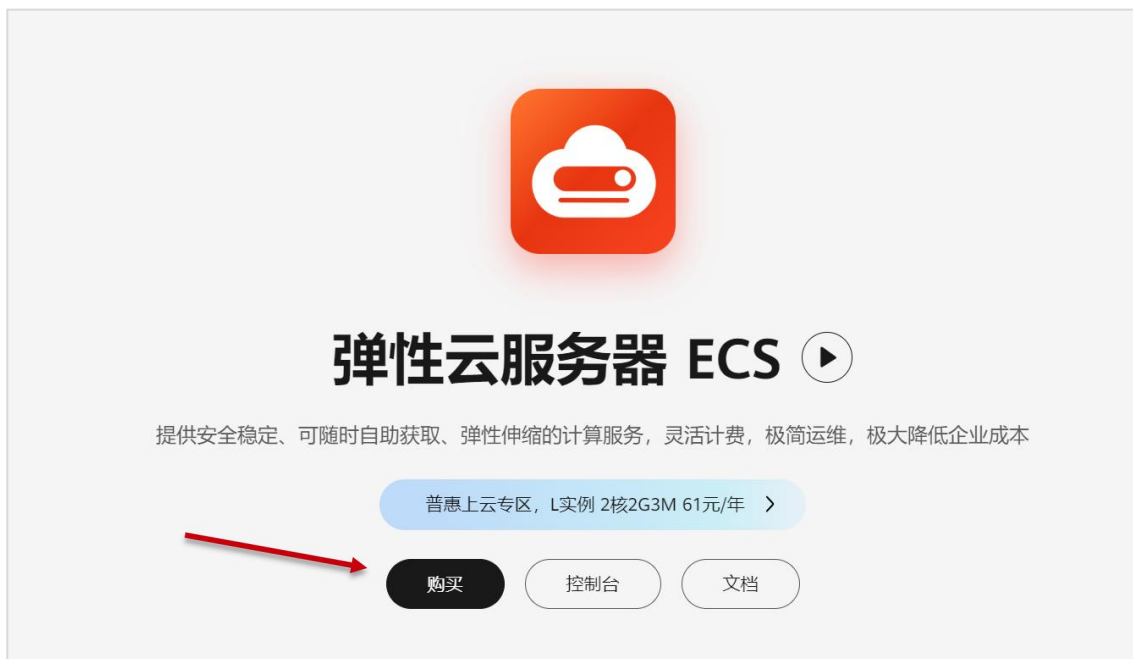 弹性云服务器 ECS
提供安全稳定、可随时自助获取、弹性伸缩的计算服务，灵活计费，极简运维，极大降低企业成本
普惠上云专区，L实例 2核2G3M 61元/年
购买
控制台
文档